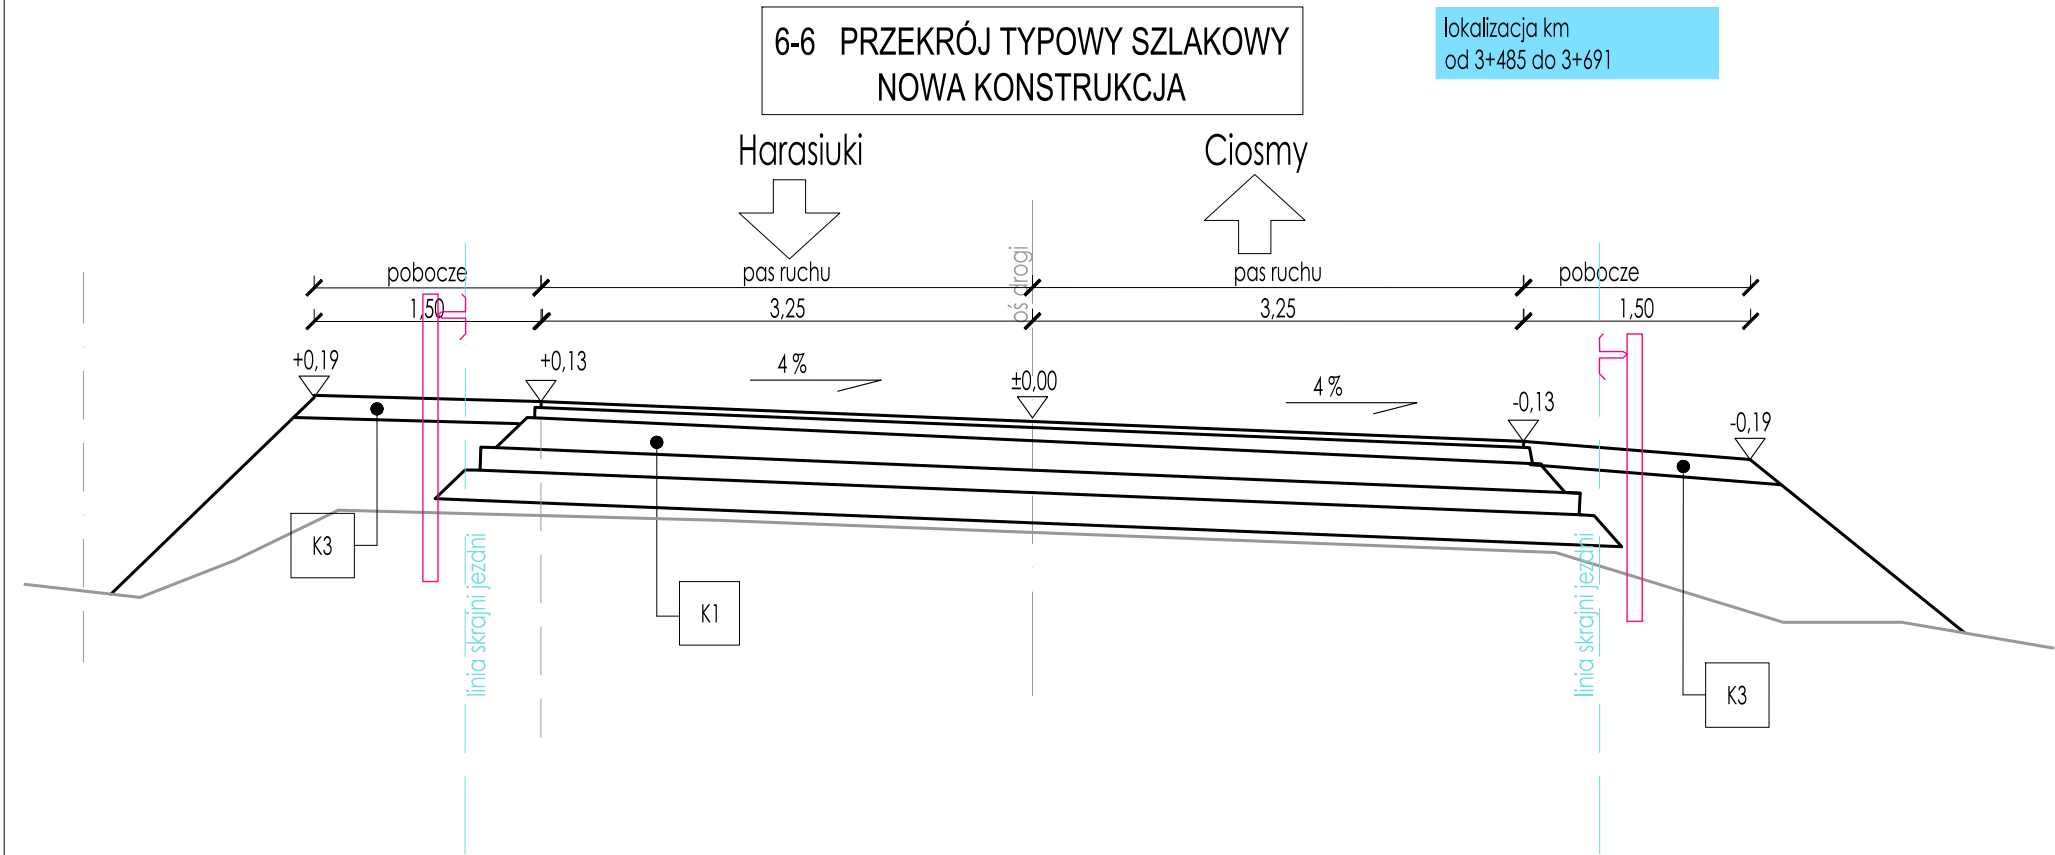 6-6 PRZEKRÓJ TYPOWY SZLAKOWY
NOWA KONSTRUKCJA
lokalizacja km
od 3+485 do 3+691
Harasiuki
Ciosmy
oś drogi
pobocze
pas ruchu
pas ruchu
pobocze
1,50
3,25
3,25
1,50
+0,19
+0,13
4 %
±0,00
4 %
-0,13
-0,19
K3
K1
K3
linia skrajni jezdni
linia skrajni jezdni